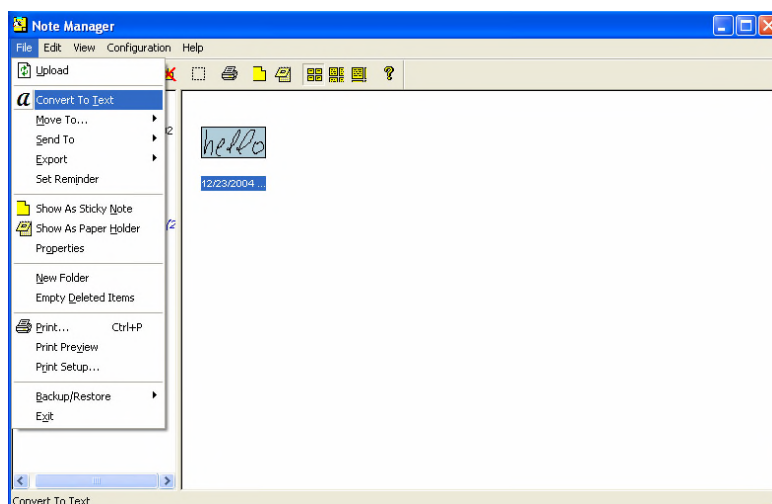 Note Manager
File Edit View Configuration Help
Upload
a Convert To Text
Move To...
Send To
Export
Set Reminder
Show As Sticky Note
Show As Paper Holder
Properties
New Folder
Empty Deleted Items
Print... Ctrl+P
Print Preview
Print Setup...
Backup/Restore
Exit
hello
12/23/2004 ...
Convert To Text